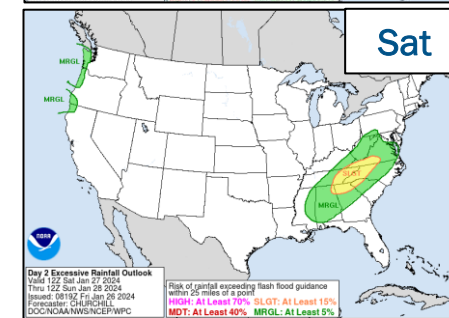 Sat
MRGL
MRGL
SLGT
MRGL
noaa
Day 2 Excessive Rainfall Outlook
Valid 12Z Sat Jan 27 2024
Thru 12Z Sun Jan 28 2024
Issued: 0819Z Fri Jan 26 2024
Forecaster: CHURCHILL
DOC/NOAA/NWS/NCEP/WPC
Risk of rainfall exceeding flash flood guidance
within 25 miles of a point
HIGH: At Least 70% SLGT: At Least 15%
MDT: At Least 40% MRGL: At Least 5%